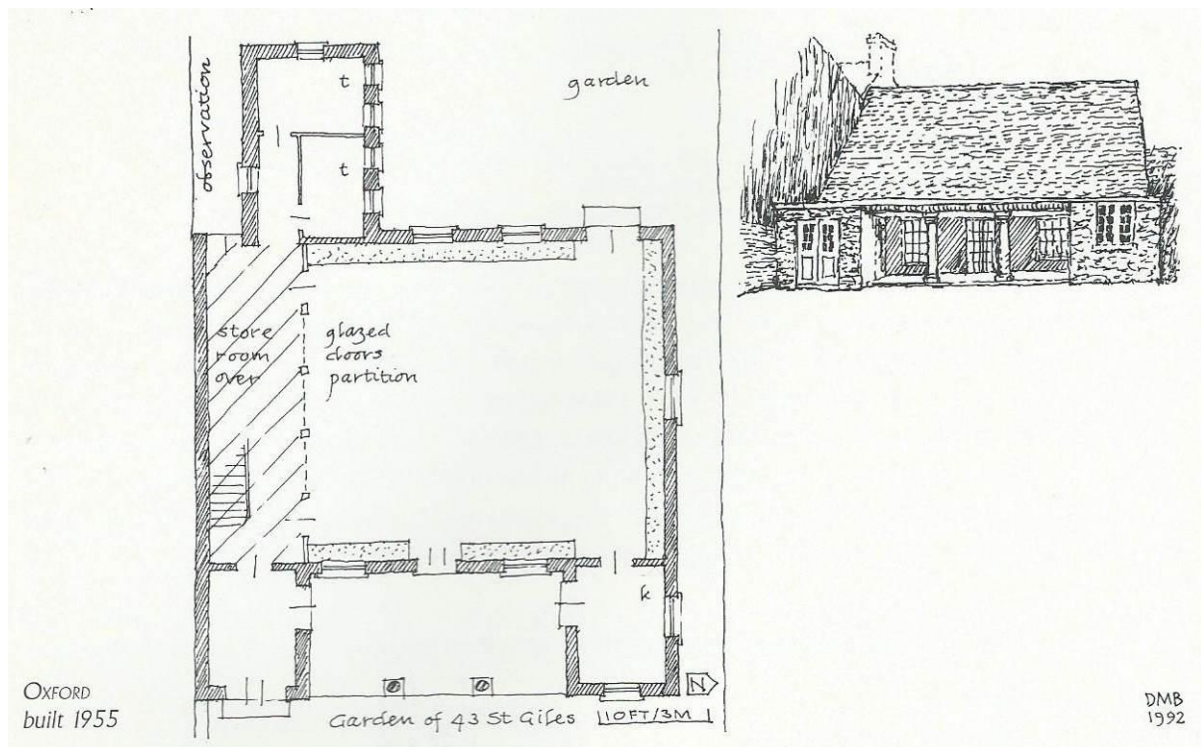 observation
t
garden
t
store
room
over
glazed
doors
partition
k
N
OXFORD
built 1955
Garden of 43 St Giles
10FT/3M
DMB
1992